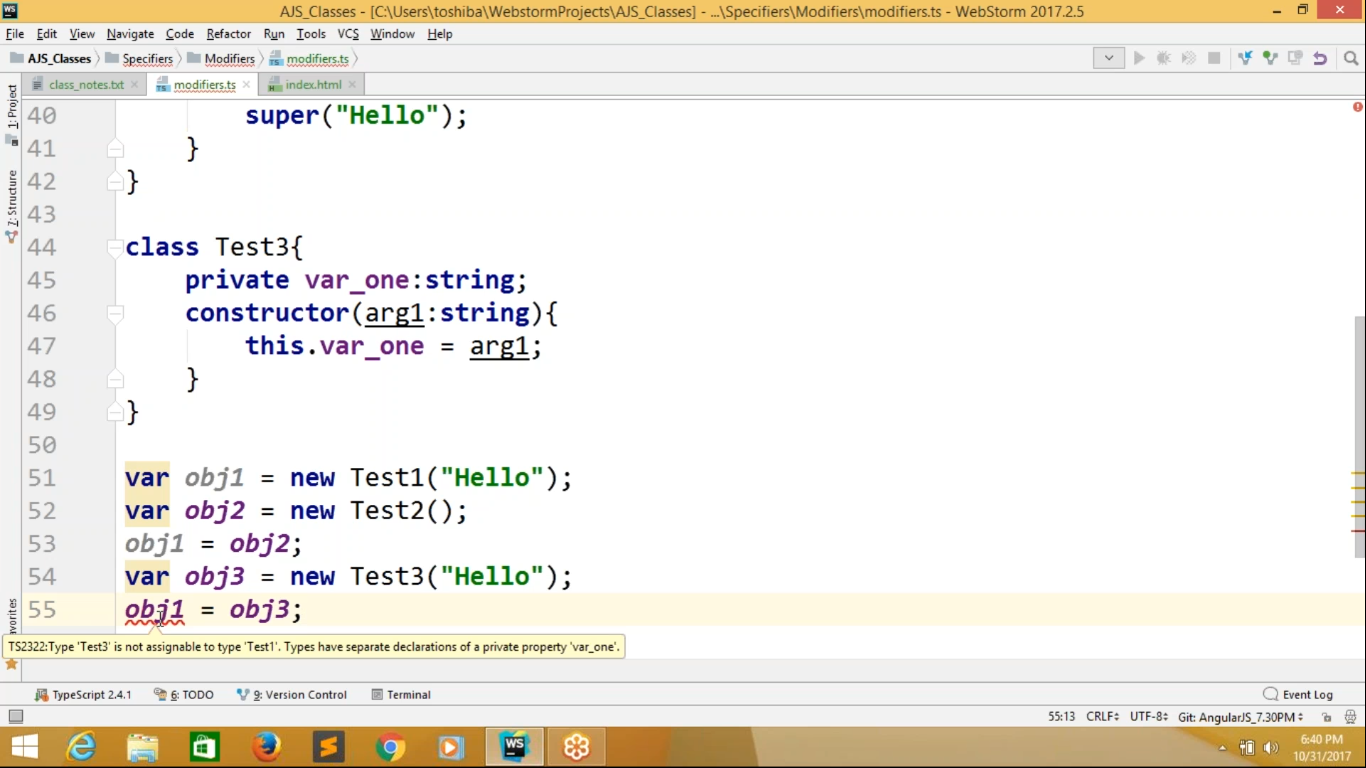 AJS_Classes - [C:\Users\toshiba\WebstormProjects\AJS_Classes] - ...\Specifiers\Modifiers\modifiers.ts - WebStorm 2017.2.5
File Edit View Navigate Code Refactor Run Tools VCS Window Help
AJS_Classes Specifiers Modifiers modifiers.ts
class_notes.txt modifiers.ts index.html
1: Project
7: Structure
40 super("Hello");
41 }
42 }
43
44 class Test3{
45 private var_one:string;
46 constructor(arg1:string){
47 this.var_one = arg1;
48 }
49 }
50
51 var obj1 = new Test1("Hello");
52 var obj2 = new Test2();
53 obj1 = obj2;
54 var obj3 = new Test3("Hello");
55 obj1 = obj3;
TS2322:Type 'Test3' is not assignable to type 'Test1'. Types have separate declarations of a private property 'var_one'.
TypeScript 2.4.1 6: TODO 9: Version Control Terminal Event Log
55:13 CRLF UTF-8 Git: AngularJS_7.30PM
WS
6:40 PM
10/31/2017